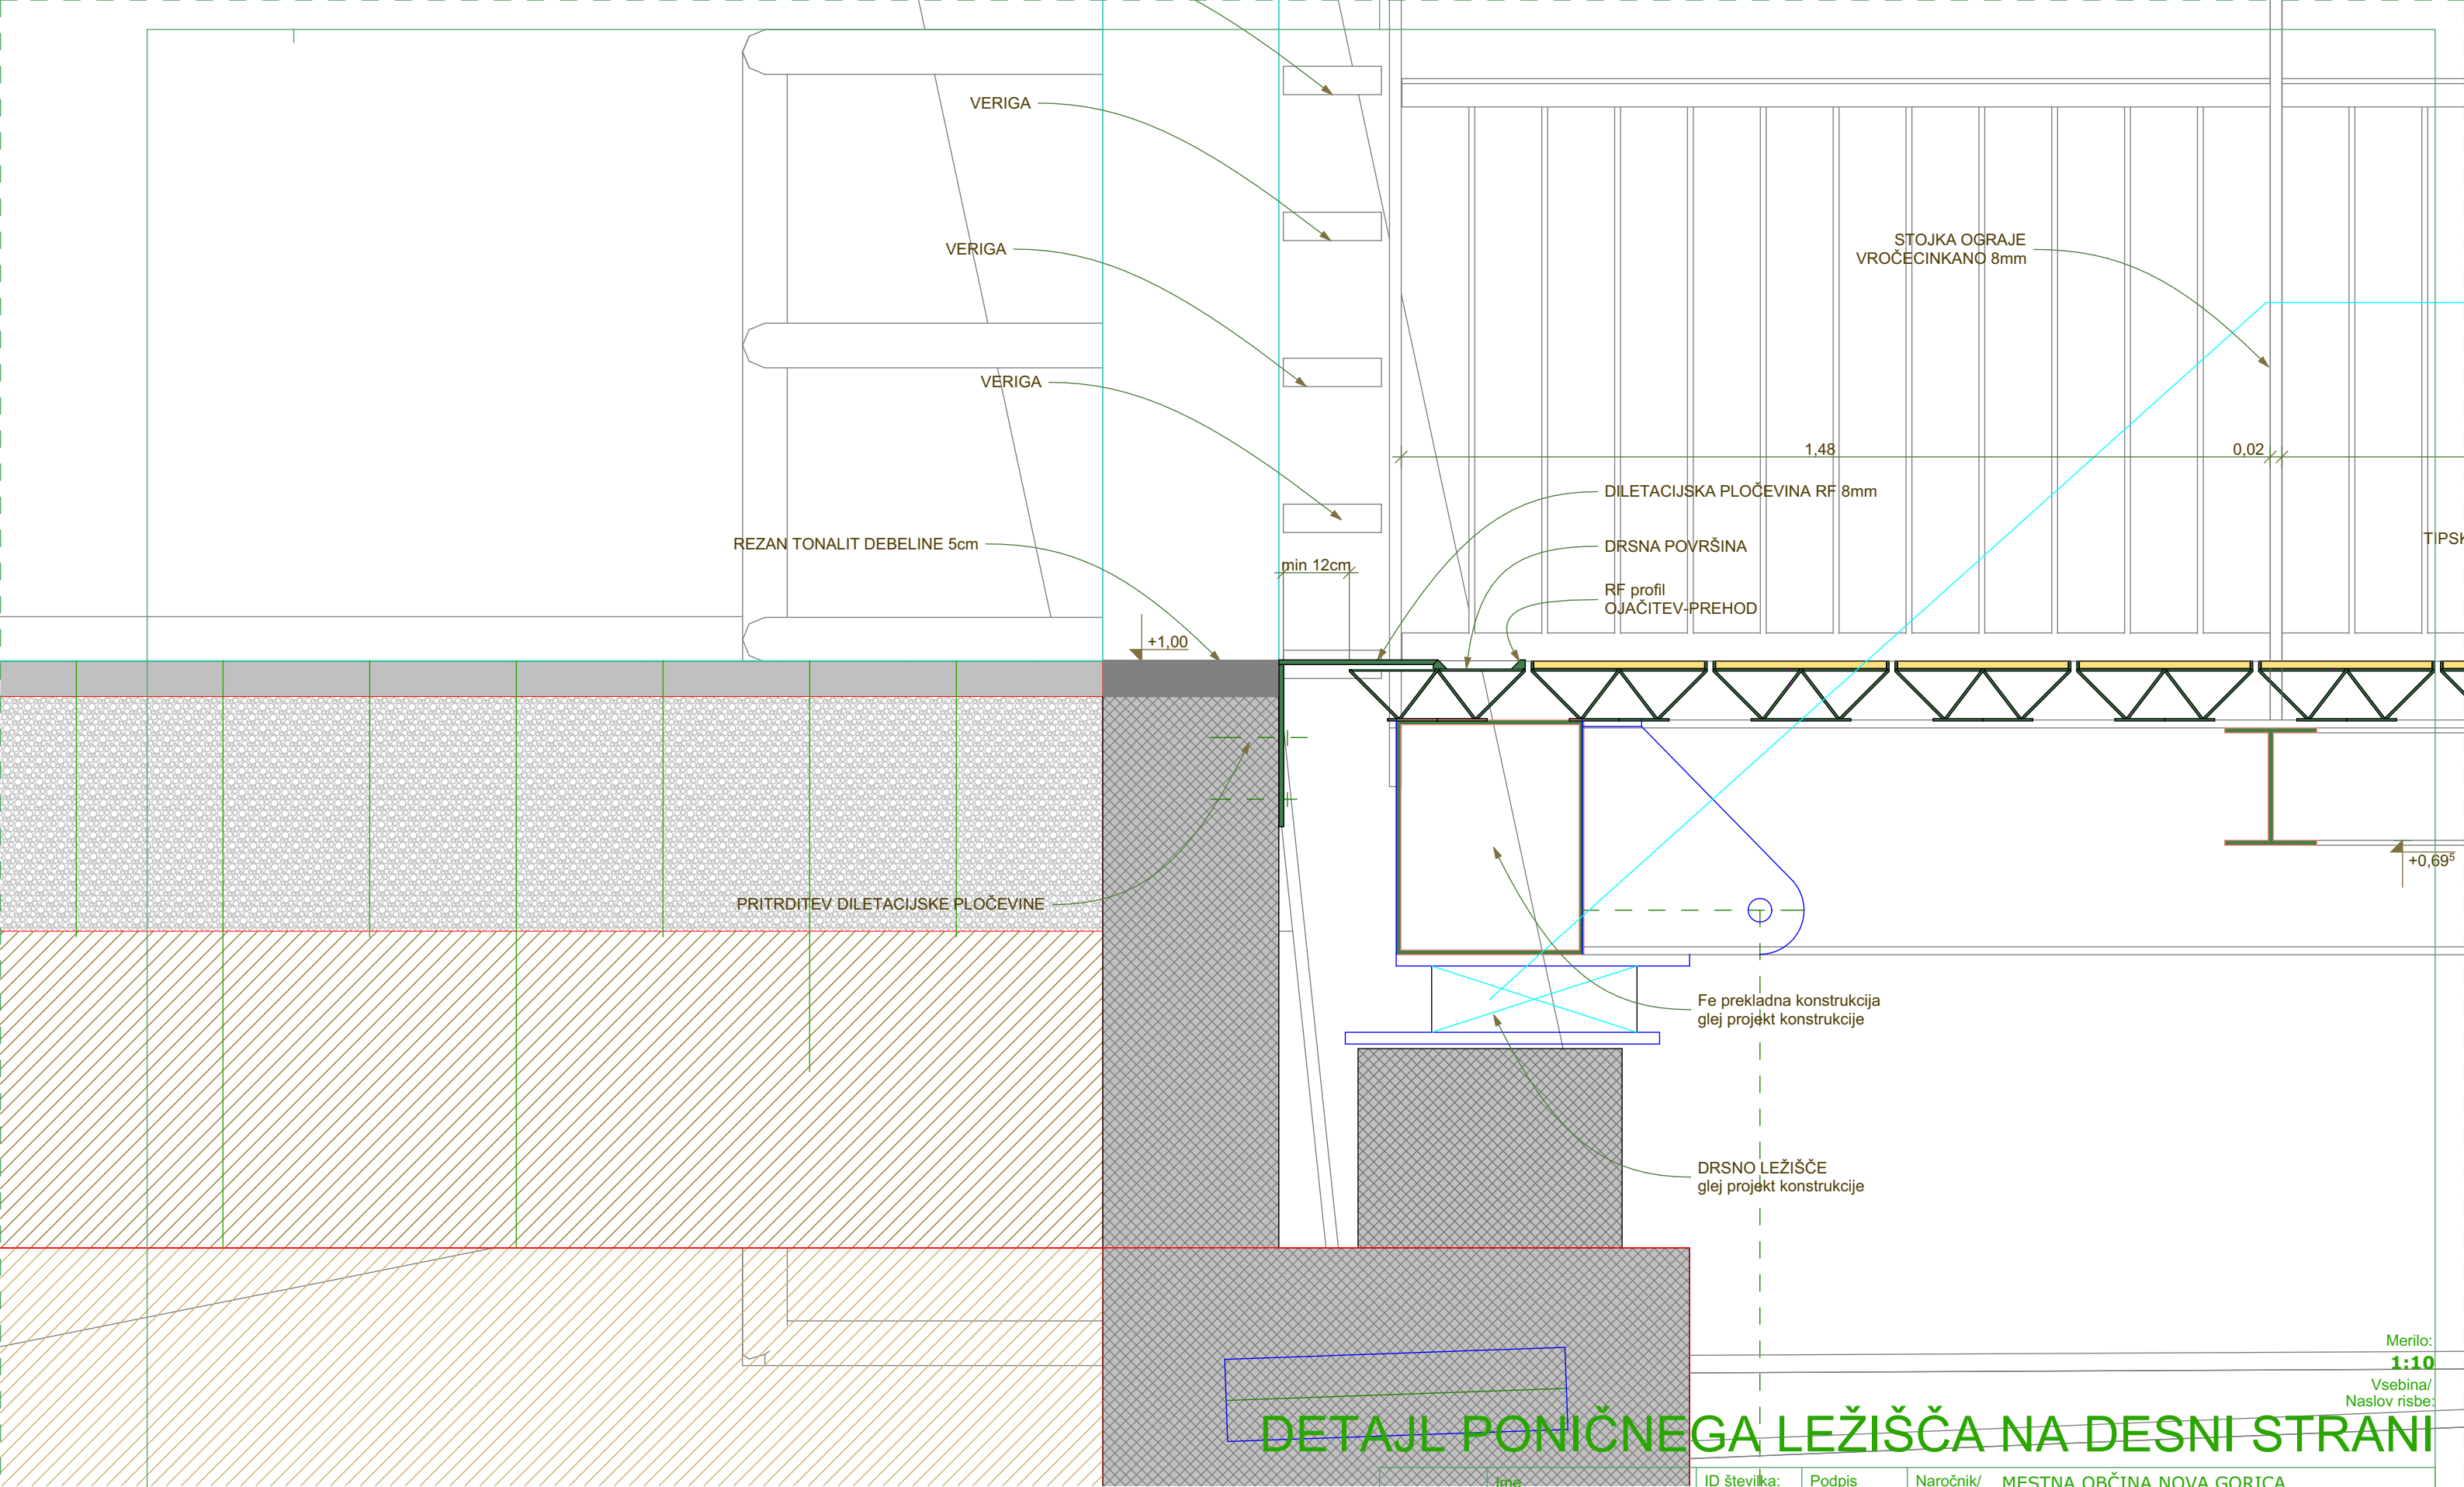 VERIGA
VERIGA
STOJKA OGRAJE
VROČECINKANO 8mm
VERIGA
1,48
0,02
DILETACIJSKA PLOČEVINA RF 8mm
REZAN TONALIT DEBELINE 5cm
DRSNA POVRŠINA
min 12cm
RF profil
OJAČITEV-PREHOD
+1,00
+0,69⁵
PRITRDITEV DILETACIJSKE PLOČEVINE
Fe prekladna konstrukcija
glej projekt konstrukcije
DRSNO LEŽIŠČE
glej projekt konstrukcije
Merilo:
1:10
Vsebina/
Naslov risbe:
DETAJL PONIČNEGA LEŽIŠČA NA DESNI STRANI
Ime
ID številka:
Podpis
Naročnik/
MESTNA OBČINA NOVA GORICA